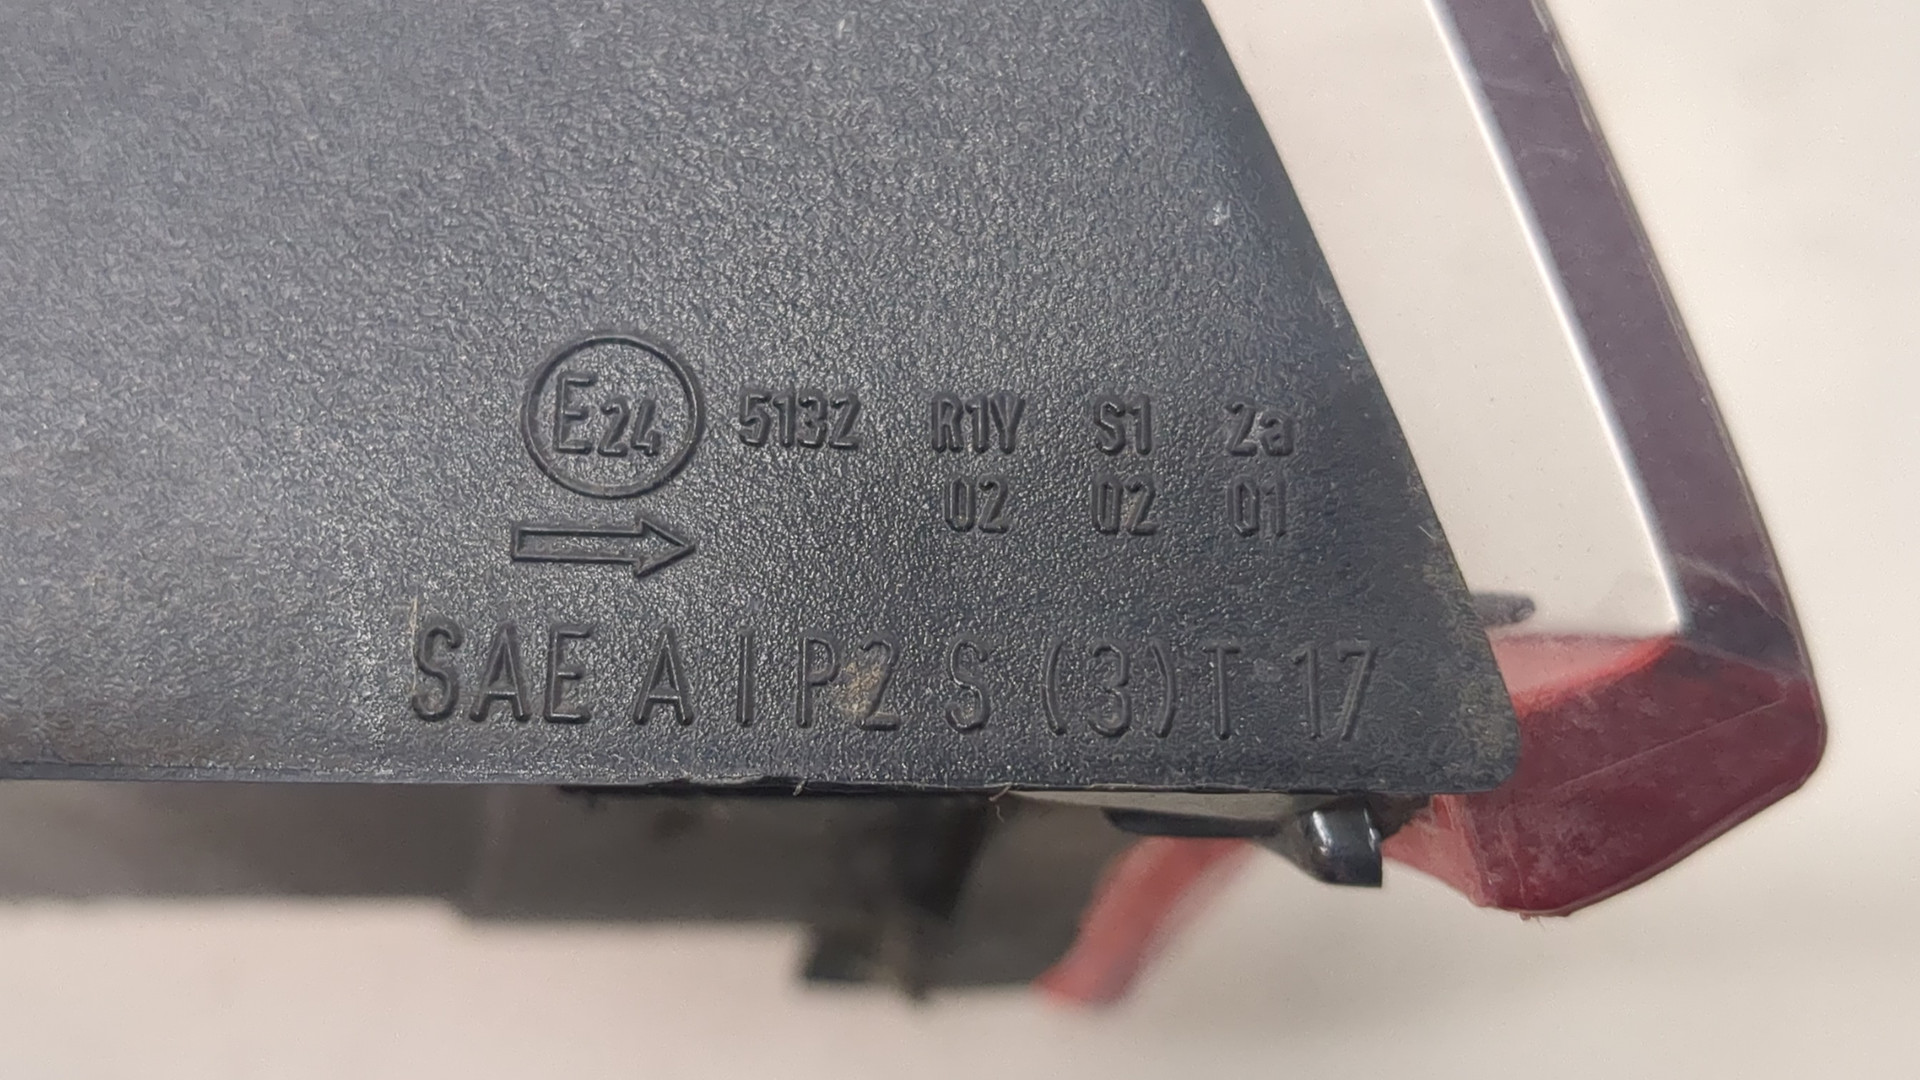 E24 5132 R1Y S1 2a
02 02 01
SAE A I P2 S (3) T 17